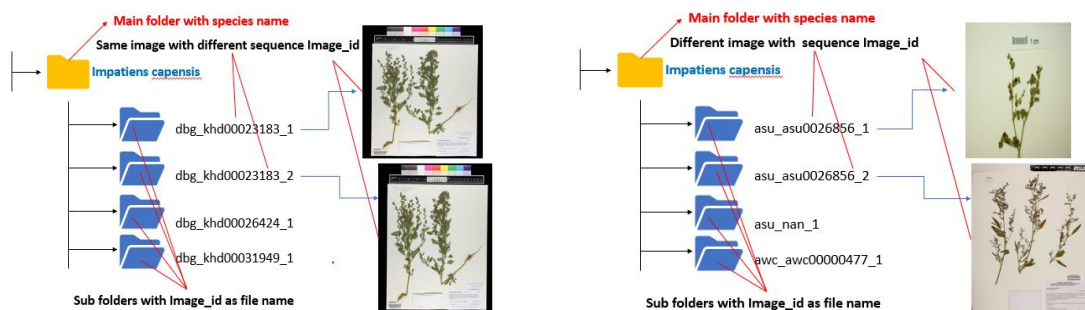 Main folder with species name
Same image with different sequence Image_id
Impatiens capensis
dbg_khd00023183_1
dbg_khd00023183_2
dbg_khd00026424_1
dbg_khd00031949_1
Sub folders with Image_id as file name
Main folder with species name
Different image with sequence Image_id
Impatiens capensis
1 cm
asu_asu0026856_1
asu_asu0026856_2
asu_nan_1
awc_awc00000477_1
Sub folders with Image_id as file name